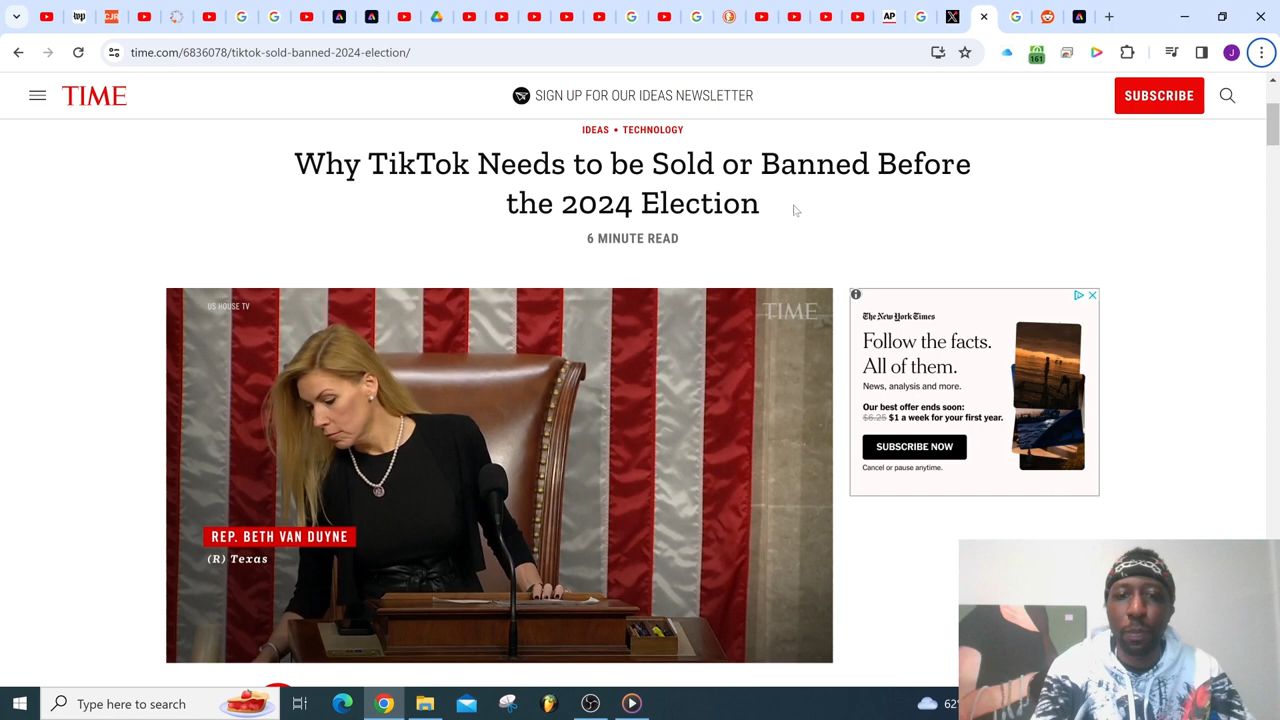 161
time.com/6836078/tiktok-sold-banned-2024-election/
J
TIME
SIGN UP FOR OUR IDEAS NEWSLETTER
SUBSCRIBE
IDEAS • TECHNOLOGY
Why TikTok Needs to be Sold or Banned Before
the 2024 Election
6 MINUTE READ
US HOUSE TV
TIME
REP. BETH VAN DUYNE
(R) Texas
The New York Times
Follow the facts.
All of them.
News, analysis and more.
Our best offer ends soon:
$6.25 $1 a week for your first year.
SUBSCRIBE NOW
Cancel or pause anytime.
Type here to search
62°